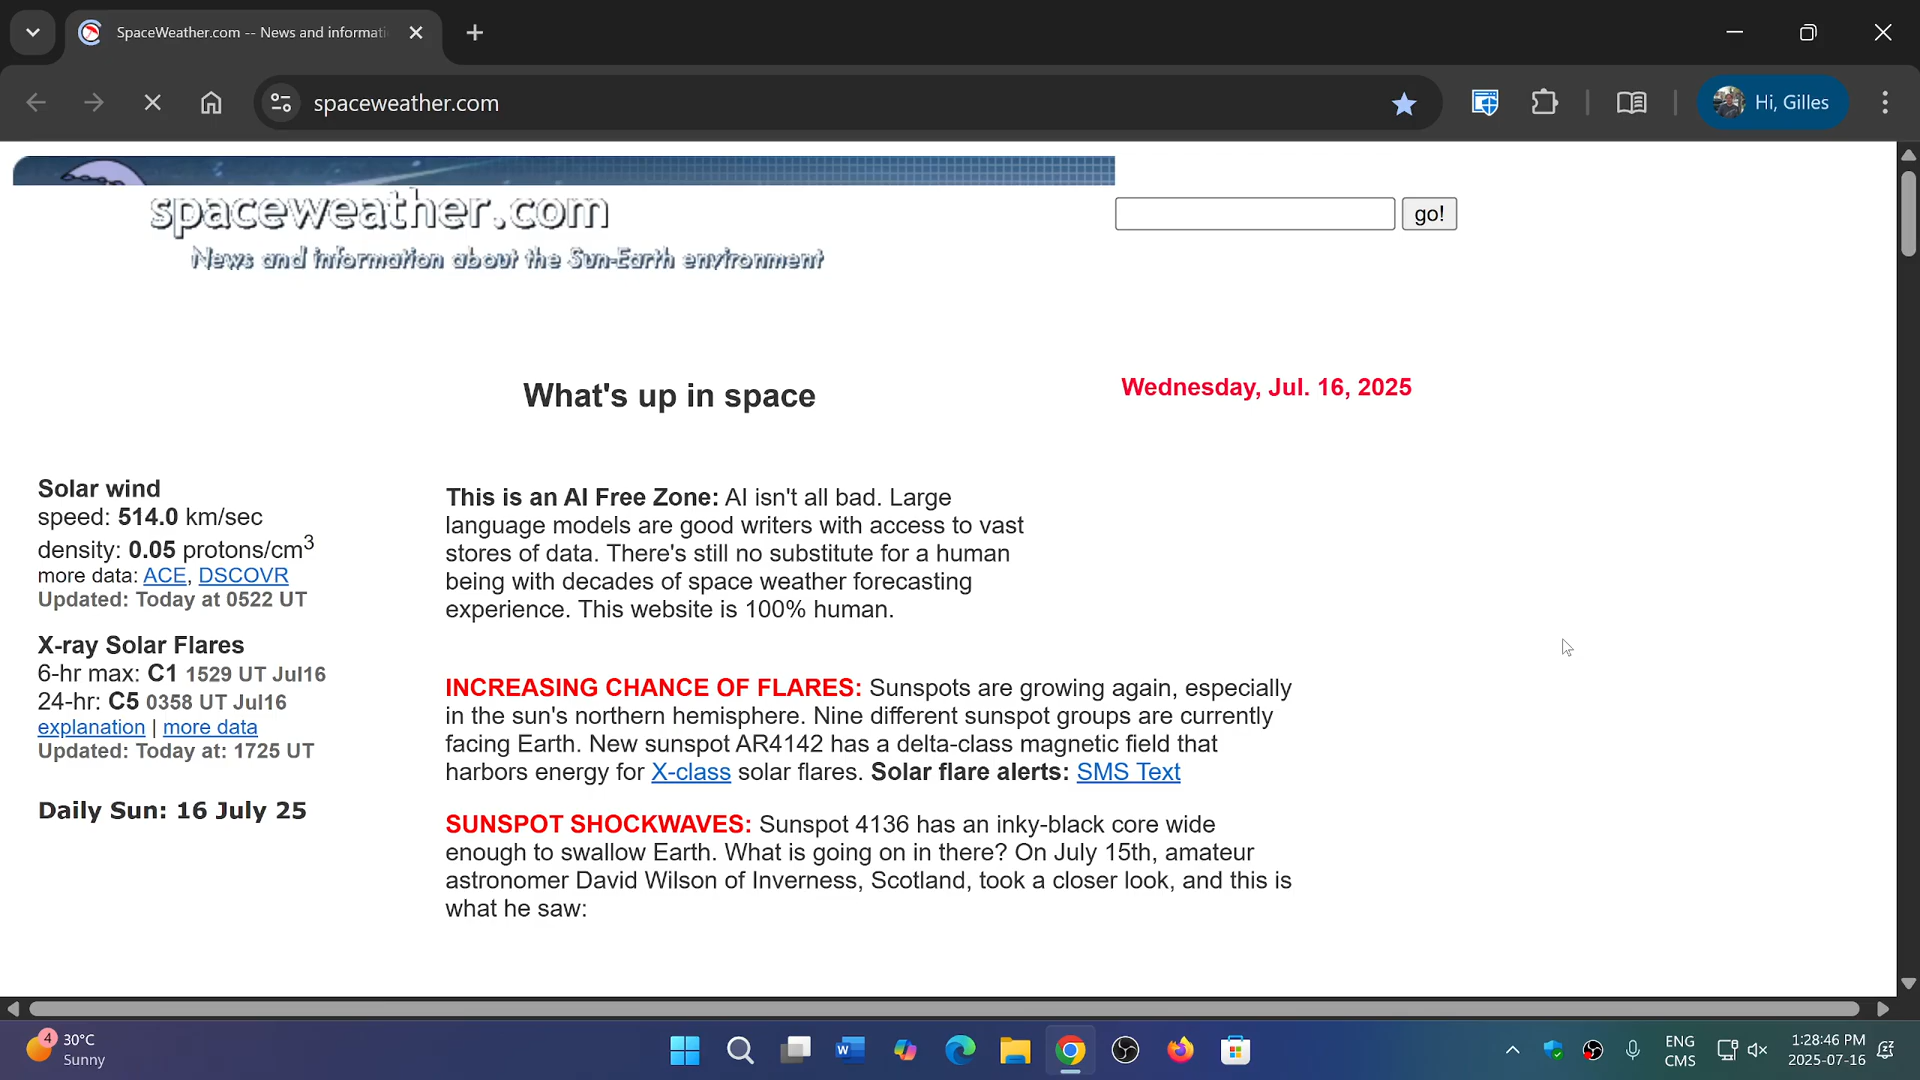 SpaceWeather.com -- News and informati
spaceweather.com
Hi, Gilles
spaceweather.com
News and information about the Sun-Earth environment
go!
What's up in space
Wednesday, Jul. 16, 2025
Solar wind
speed: 514.0 km/sec
density: 0.05 protons/cm3
more data: ACE, DSCOVR
Updated: Today at 0522 UT
X-ray Solar Flares
6-hr max: C1 1529 UT Jul16
24-hr: C5 0358 UT Jul16
explanation | more data
Updated: Today at: 1725 UT
Daily Sun: 16 July 25
This is an AI Free Zone: AI isn't all bad. Large
language models are good writers with access to vast
stores of data. There's still no substitute for a human
being with decades of space weather forecasting
experience. This website is 100% human.
INCREASING CHANCE OF FLARES: Sunspots are growing again, especially
in the sun's northern hemisphere. Nine different sunspot groups are currently
facing Earth. New sunspot AR4142 has a delta-class magnetic field that
harbors energy for X-class solar flares. Solar flare alerts: SMS Text
SUNSPOT SHOCKWAVES: Sunspot 4136 has an inky-black core wide
enough to swallow Earth. What is going on in there? On July 15th, amateur
astronomer David Wilson of Inverness, Scotland, took a closer look, and this is
what he saw:
4
30°C
Sunny
W
ENG
CMS
1:28:46 PM
2025-07-16